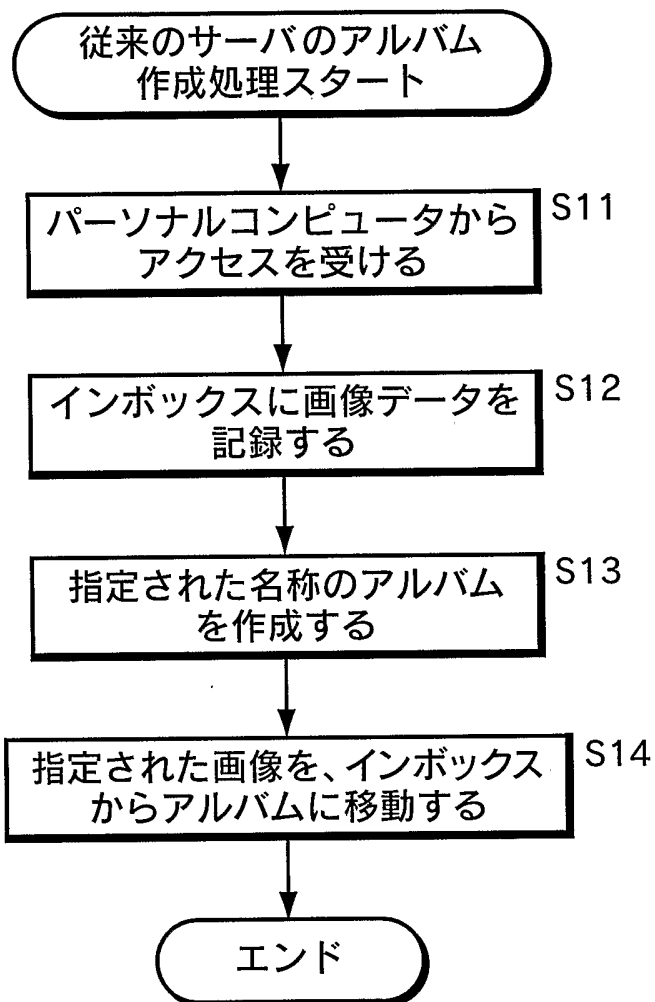 従来のサーバのアルバム
作成処理スタート
パーソナルコンピュータから
アクセスを受ける
S11
インボックスに画像データを
記録する
S12
指定された名称のアルバム
を作成する
S13
指定された画像を、インボックス
からアルバムに移動する
S14
エンド